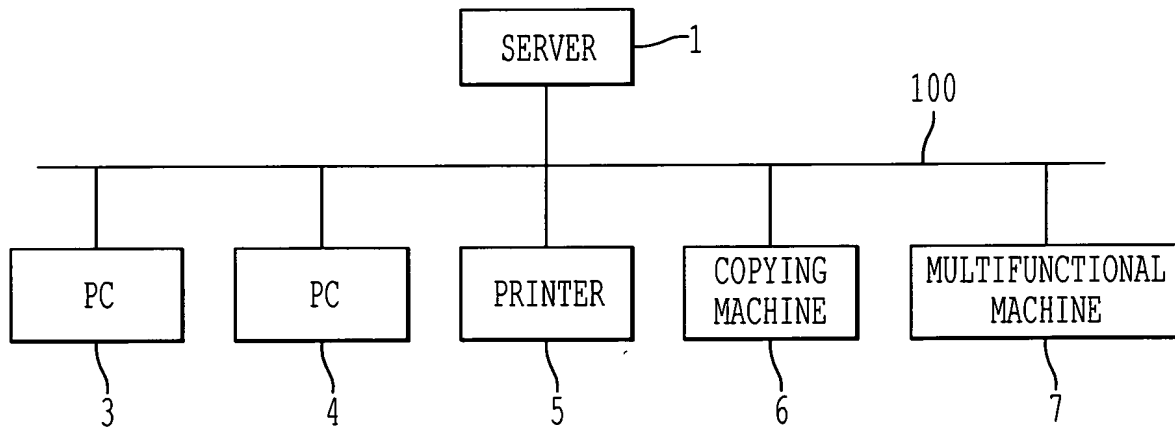 SERVER
1
100
PC
PC
PRINTER
COPYING
MACHINE
MULTIFUNCTIONAL
MACHINE
3
4
5
6
7